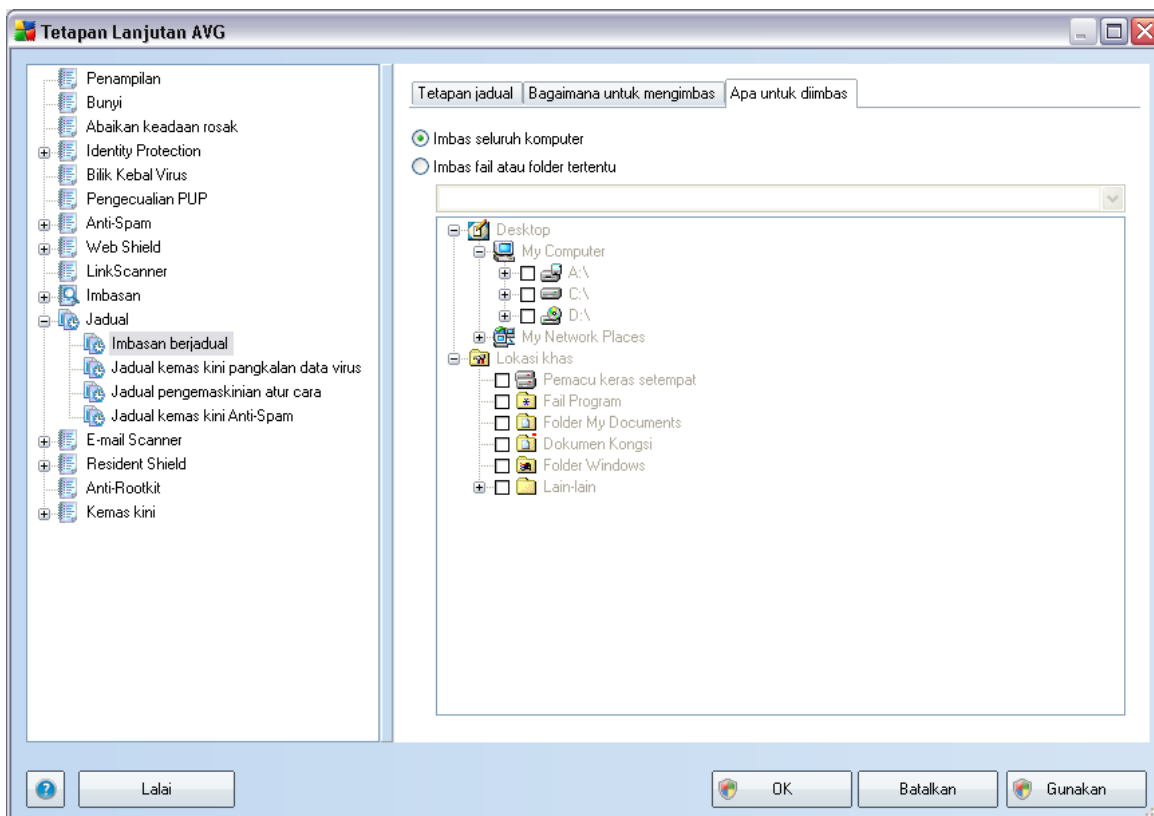 Tetapan Lanjutan AVG
Penampilan
Bunyi
Abaikan keadaan rosak
Identity Protection
Bilik Kebal Virus
Pengecualian PUP
Anti-Spam
Web Shield
LinkScanner
Imbasan
Jadual
Imbasan berjadual
Jadual kemas kini pangkalan data virus
Jadual pengemaskinian atur cara
Jadual kemas kini Anti-Spam
E-mail Scanner
Resident Shield
Anti-Rootkit
Kemas kini
Tetapan jadual Bagaimana untuk mengimbas Apa untuk diimbas
Imbas seluruh komputer
Imbas fail atau folder tertentu
Desktop
My Computer
A:\
C:\
D:\
My Network Places
Lokasi khas
Pemacu keras setempat
Fail Program
Folder My Documents
Dokumen Kongsi
Folder Windows
Lain-lain
? Lalai OK Batalkan Gunakan